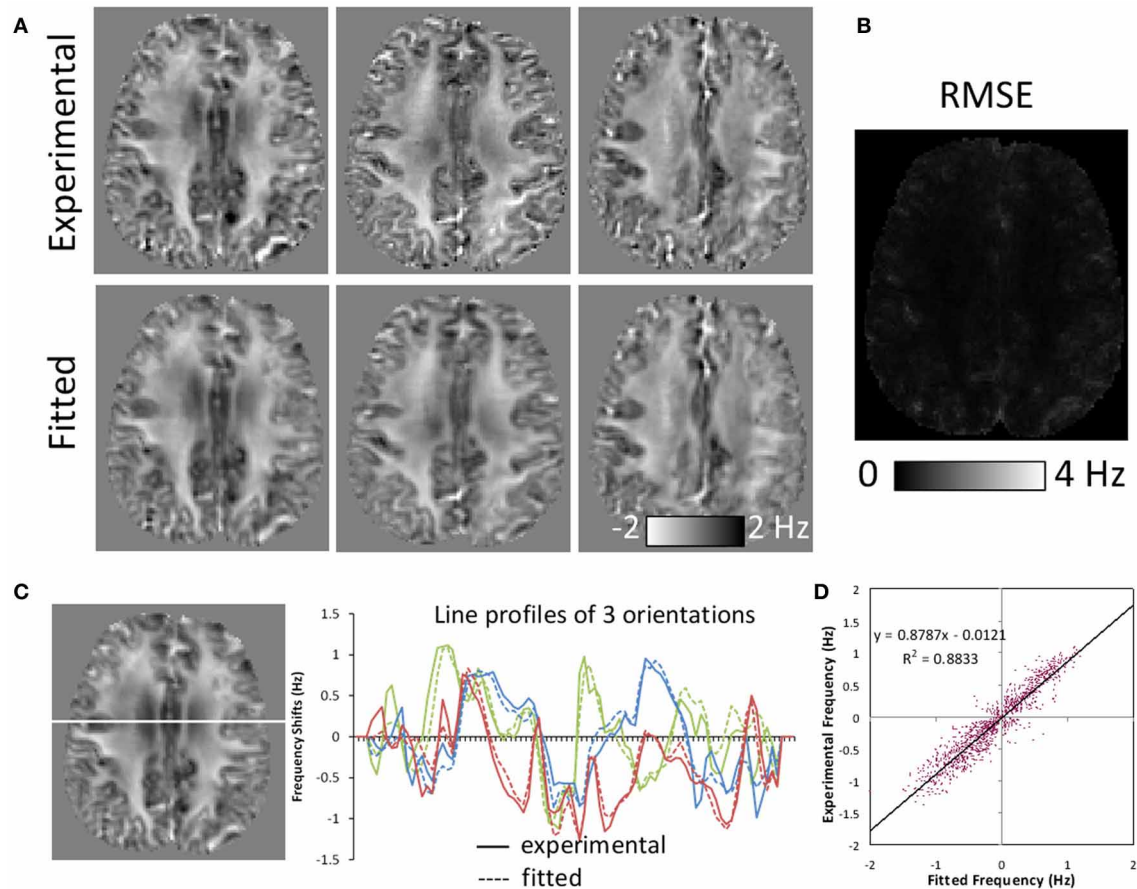 A
Experimental
Fitted
-2 2 Hz
B
RMSE
0 4 Hz
C
Line profiles of 3 orientations
Frequency Shifts (Hz)
1.5
1
0.5
0
-0.5
-1
-1.5
experimental
fitted
D
Experimental Frequency (Hz)
2
1.5
1
0.5
0
-0.5
-1
-1.5
-2
y = 0.8787x - 0.0121
R² = 0.8833
-2 -1 0 1 2
Fitted Frequency (Hz)